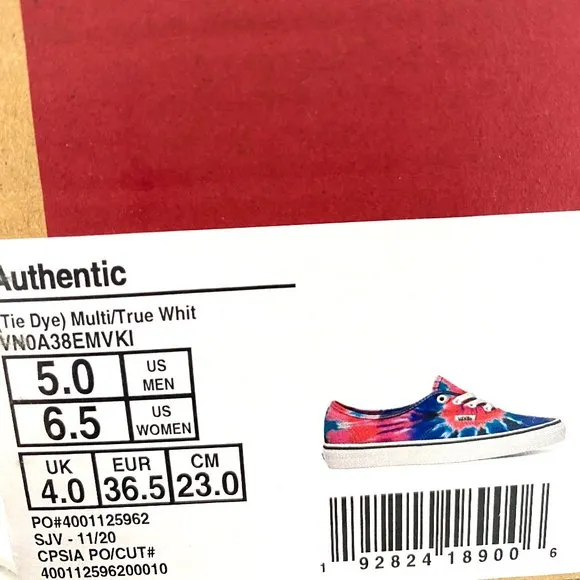 Authentic
(Tie Dye) Multi/True Whit
VN0A38EMVKI
5.0 US MEN
6.5 US WOMEN
UK EUR CM
4.0 36.5 23.0
PO#4001125962
SJV - 11/20
CPSIA PO/CUT#
400112596200010
1 92824 18900 6